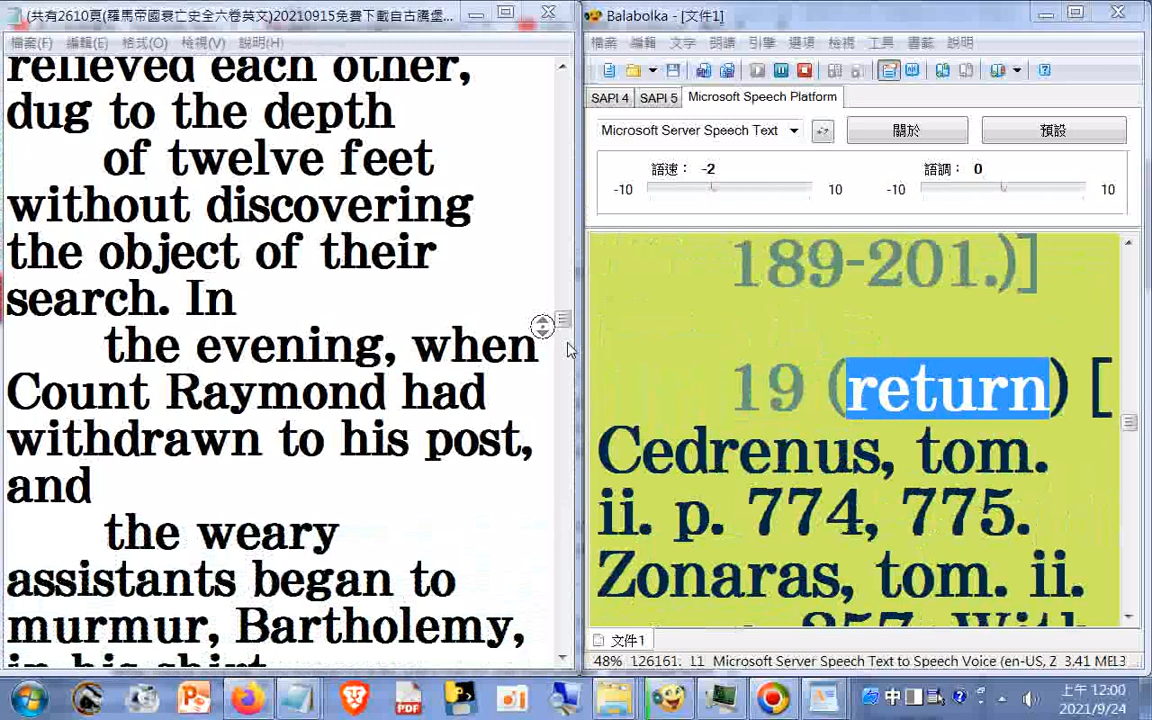 (共有2610頁(羅馬帝國衰亡史全六卷英文)20210915免費下載自古騰堡...
檔案(F) 編輯(E) 格式(O) 檢視(V) 說明(H)
relieved each other,
dug to the depth
of twelve feet
without discovering
the object of their
search. In
the evening, when
Count Raymond had
withdrawn to his post,
and
the weary
assistants began to
murmur, Bartholemy,
in his shirt
Balabolka - [文件1]
檔案 編輯 文字 朗讀 引擎 選項 檢視 工具 書籤 說明
SAPI 4 SAPI 5 Microsoft Speech Platform
Microsoft Server Speech Text 關於 預設
語速： -2 語調： 0
-10 10 -10 10
189-201.)]
19 (return) [
Cedrenus, tom.
ii. p. 774, 775.
Zonaras, tom. ii.
p. 257. With
文件1
48% 126161: 11 Microsoft Server Speech Text to Speech Voice (en-US, Z 3.41 МЕІЗ
PDF 中 上午 12:00
2021/9/24